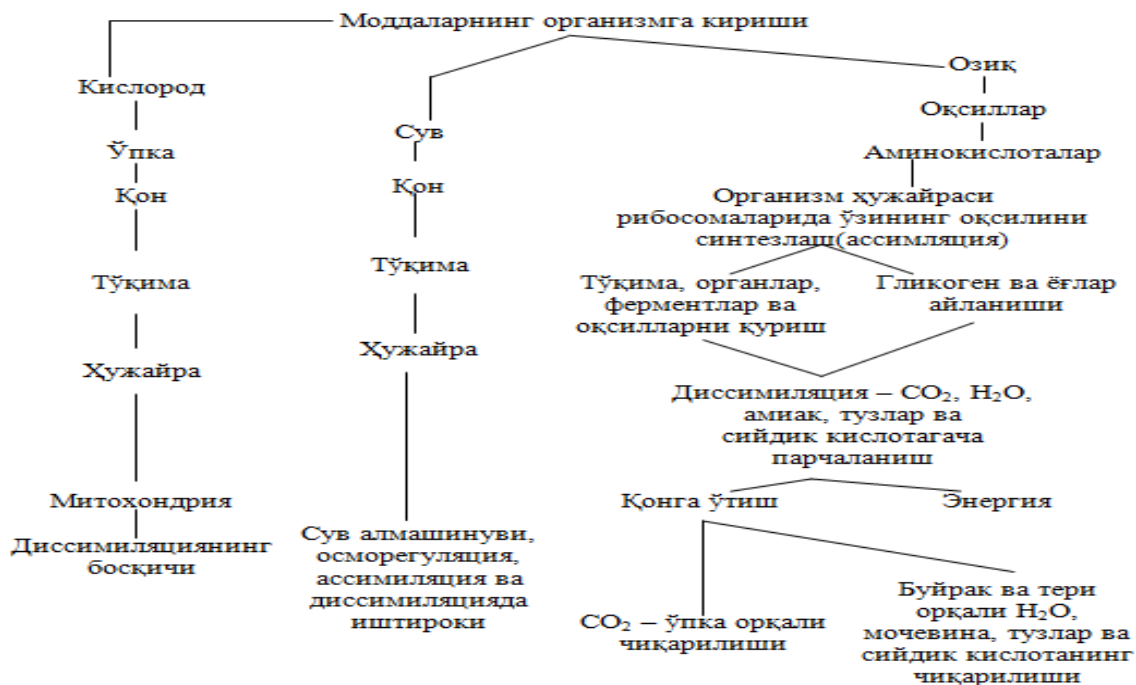 Моддаларнинг организмга кириши
Кислород
Ўпка
Қон
Тўқима
Ҳужайра
Митохондрия
Диссимиляциянинг
босқичи
Сув
Қон
Тўқима
Ҳужайра
Сув алмашинуви,
осморегуляция,
ассимиляция ва
диссимиляцияда
иштироки
Озиқ
Оқсиллар
Аминокислоталар
Организм ҳужайраси
рибосомаларида ўзининг оқсилини
синтезлаш(ассимляция)
Тўқима, органлар,
ферментлар ва
оқсилларни қуриш
Гликоген ва ёғлар
айланиши
Диссимиляция – CO₂, H₂O,
амиак, тузлар ва
сийдик кислотагача
парчаланиш
Қонга ўтиш
Энергия
CO₂ – ўпка орқали
чиқарилиши
Буйрак ва тери
орқали H₂O,
мочевина, тузлар ва
сийдик кислотанинг
чиқарилиши